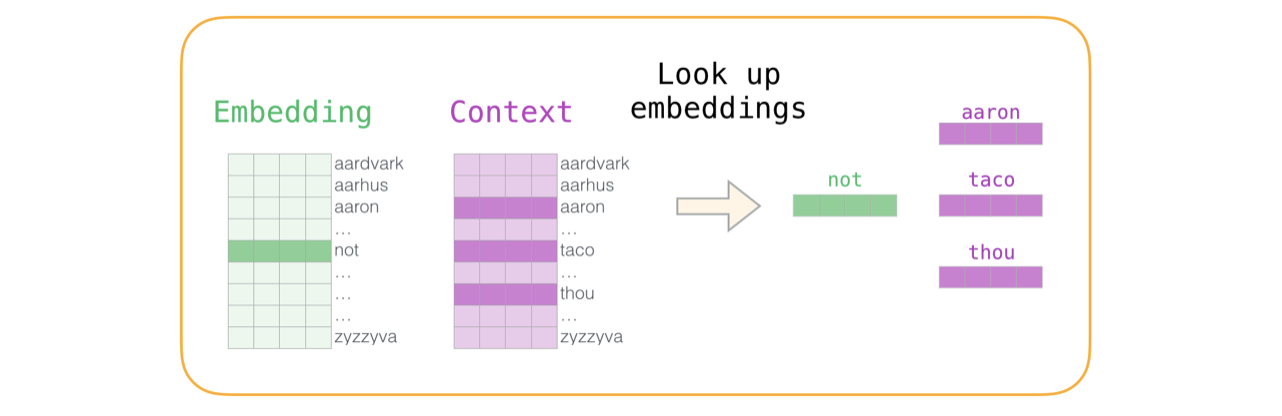 Embedding
aardvark
aarhus
aaron
...
not
...
...
...
zyzzyva
Context
aardvark
aarhus
aaron
...
taco
...
thou
...
zyzzyva
Look up
embeddings
not
aaron
taco
thou